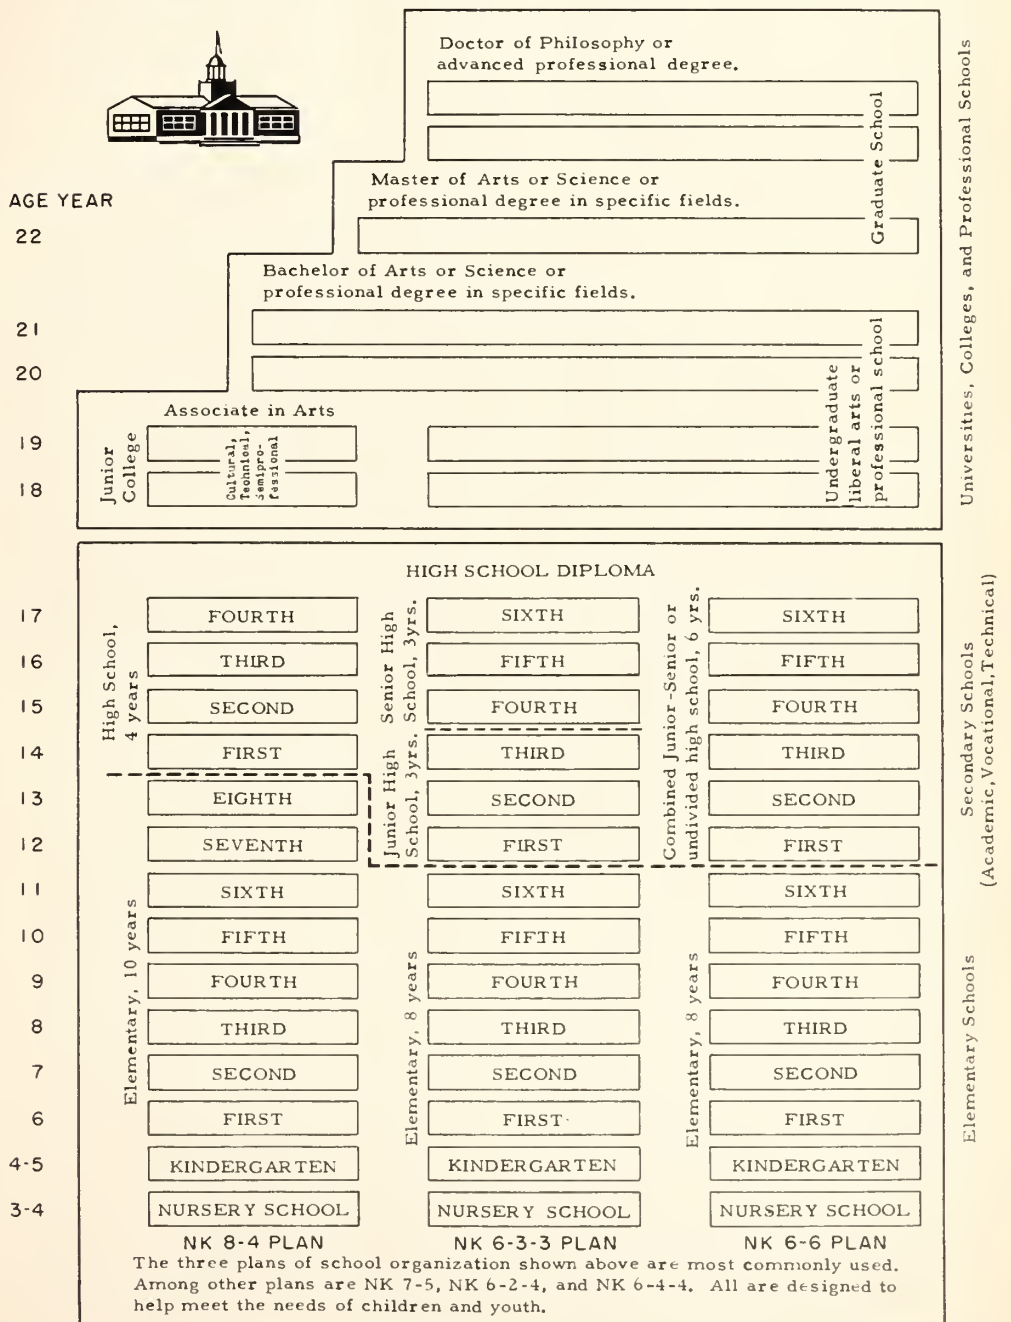 Doctor of Philosophy or
advanced professional degree.
Graduate School
Master of Arts or Science or
professional degree in specific fields.
AGE YEAR
22
Bachelor of Arts or Science or
professional degree in specific fields.
21
20
Undergraduate
liberal arts or
professional school
Associate in Arts
19
18
Junior
College
Cultural,
Technical,
Semipro-
fessional
Universities, Colleges, and Professional Schools
HIGH SCHOOL DIPLOMA
17 FOURTH SIXTH SIXTH
16 THIRD FIFTH FIFTH
15 SECOND FOURTH FOURTH
14 FIRST THIRD THIRD
13 EIGHTH SECOND SECOND
12 SEVENTH FIRST FIRST
11 SIXTH SIXTH SIXTH
10 FIFTH FIFTH FIFTH
9 FOURTH FOURTH FOURTH
8 THIRD THIRD THIRD
7 SECOND SECOND SECOND
6 FIRST FIRST FIRST
4-5 KINDERGARTEN KINDERGARTEN KINDERGARTEN
3-4 NURSERY SCHOOL NURSERY SCHOOL NURSERY SCHOOL
High School,
4 years
Elementary, 10 years
Senior High
School, 3yrs.
Junior High
School, 3yrs.
Elementary, 8 years
Combined Junior-Senior or
undivided high school, 6 yrs.
Elementary, 8 years
Secondary Schools
(Academic, Vocational, Technical)
Elementary Schools
NK 8-4 PLAN NK 6-3-3 PLAN NK 6-6 PLAN
The three plans of school organization shown above are most commonly used.
Among other plans are NK 7-5, NK 6-2-4, and NK 6-4-4. All are designed to
help meet the needs of children and youth.